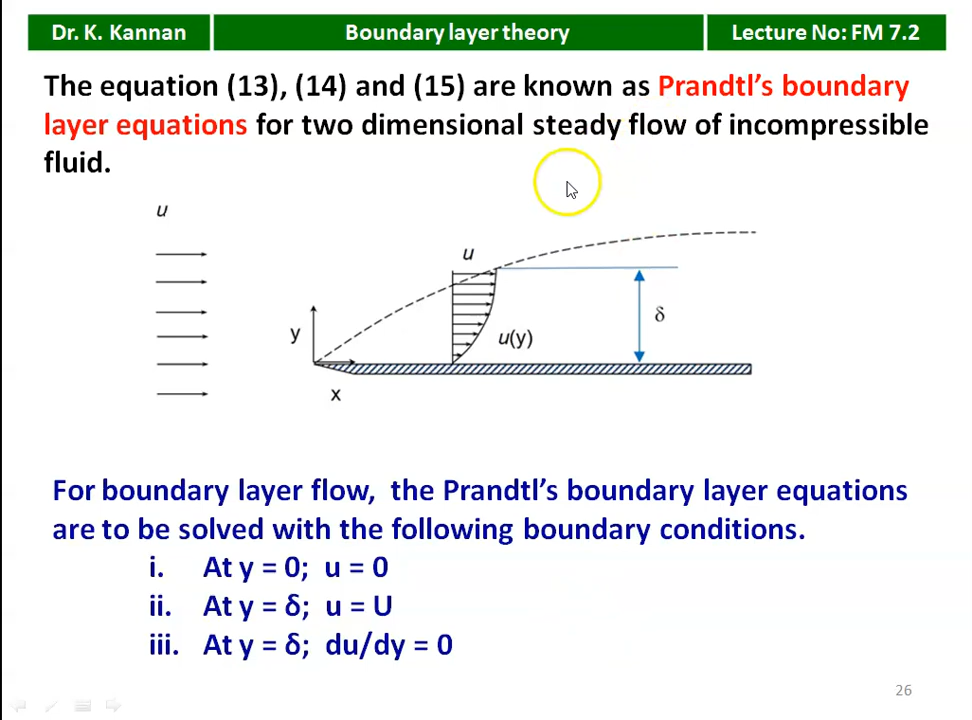 Dr. K. Kannan
Boundary layer theory
Lecture No: FM 7.2
The equation (13), (14) and (15) are known as Prandtl's boundary
layer equations for two dimensional steady flow of incompressible
fluid.
u
u
y
δ
u(y)
x
For boundary layer flow, the Prandtl's boundary layer equations
are to be solved with the following boundary conditions.
i. At y = 0; u = 0
ii. At y = δ; u = U
iii. At y = δ; du/dy = 0
26